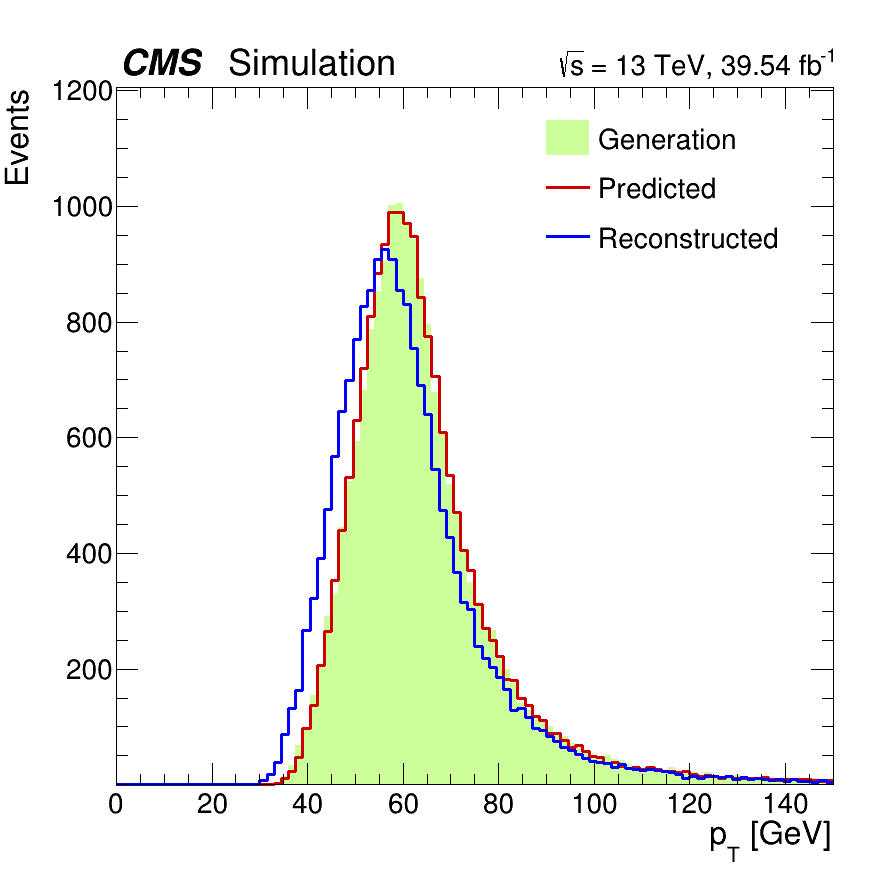 CMS Simulation
√s = 13 TeV, 39.54 fb⁻¹
Events
1200
1000
800
600
400
200
Generation
Predicted
Reconstructed
0 20 40 60 80 100 120 140
p_T [GeV]